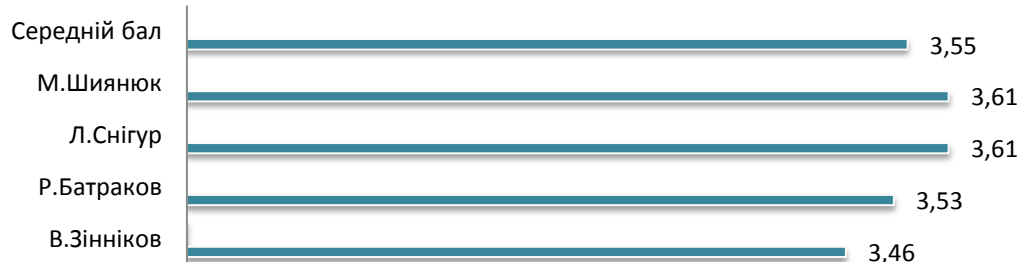 Середній бал 3,55
М.Шиянюк 3,61
Л.Снігур 3,61
Р.Батраков 3,53
В.Зінніков 3,46